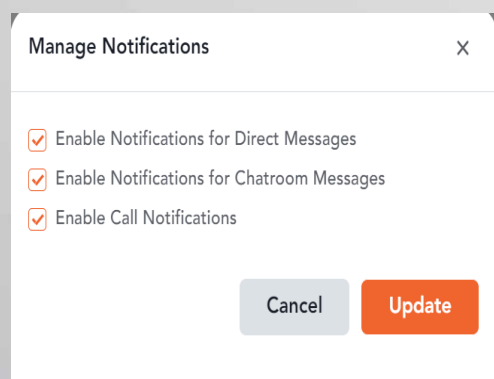 Manage Notifications
Enable Notifications for Direct Messages
Enable Notifications for Chatroom Messages
Enable Call Notifications
Cancel
Update